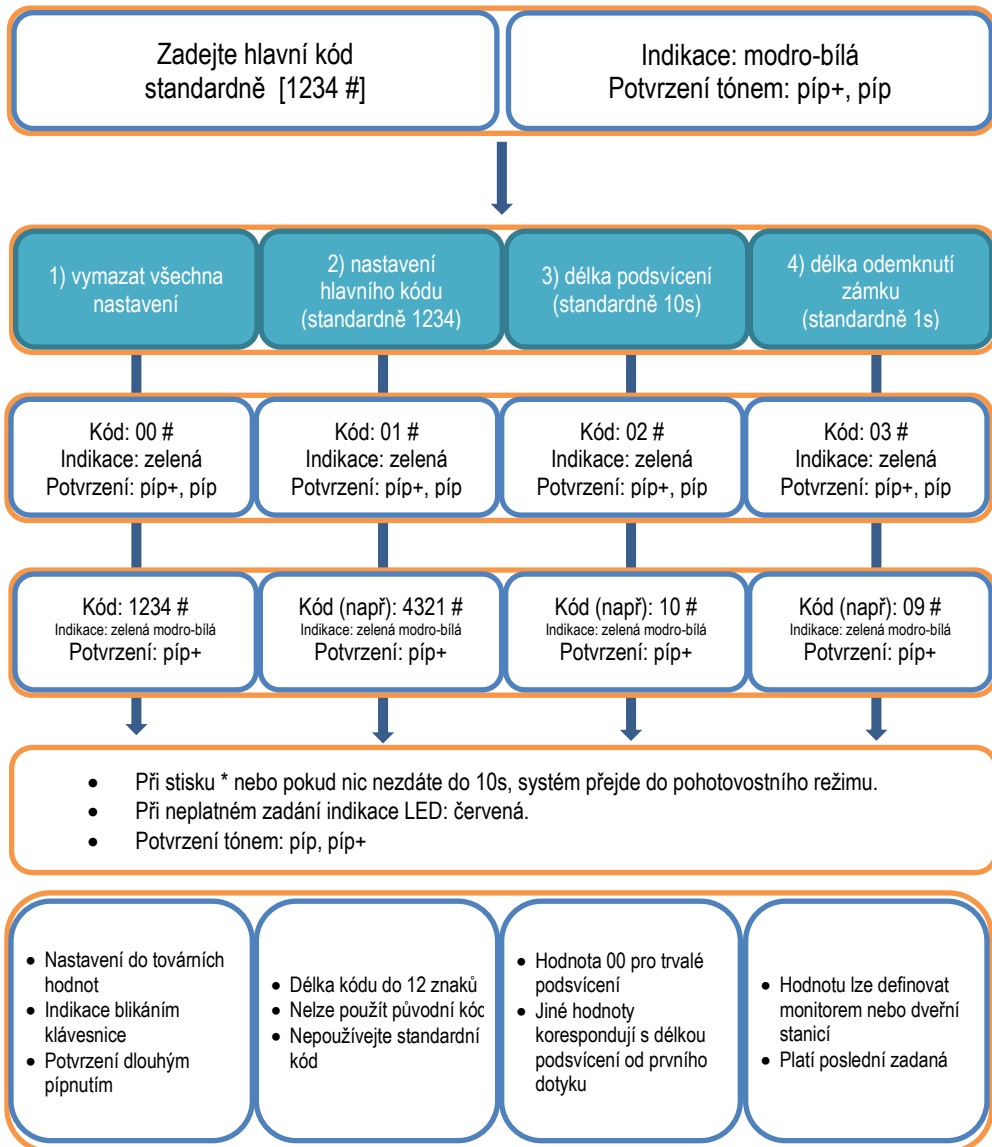 Zadejte hlavní kód
standardně [1234 #]
Indikace: modro-bílá
Potvrzení tónem: píp+, píp
1) vymazat všechna
nastavení
2) nastavení
hlavního kódu
(standardně 1234)
3) délka podsvícení
(standardně 10s)
4) délka odemknutí
zámku
(standardně 1s)
Kód: 00 #
Indikace: zelená
Potvrzení: píp+, píp
Kód: 01 #
Indikace: zelená
Potvrzení: píp+, píp
Kód: 02 #
Indikace: zelená
Potvrzení: píp+, píp
Kód: 03 #
Indikace: zelená
Potvrzení: píp+, píp
Kód: 1234 #
Indikace: zelená modro-bílá
Potvrzení: píp+
Kód (např): 4321 #
Indikace: zelená modro-bílá
Potvrzení: píp+
Kód (např): 10 #
Indikace: zelená modro-bílá
Potvrzení: píp+
Kód (např): 09 #
Indikace: zelená modro-bílá
Potvrzení: píp+
• Při stisku * nebo pokud nic nezdáte do 10s, systém přejde do pohotovostního režimu.
• Při neplatném zadání indikace LED: červená.
• Potvrzení tónem: píp, píp+
• Nastavení do továrních
hodnot
• Indikace blikáním
klávesnice
• Potvrzení dlouhým
pípnutím
• Délka kódu do 12 znaků
• Nelze použít původní kód
• Nepoužívejte standardní
kód
• Hodnota 00 pro trvalé
podsvícení
• Jiné hodnoty
korespondují s délkou
podsvícení od prvního
dotyku
• Hodnotu lze definovat
monitorem nebo dveřní
stanicí
• Platí poslední zadaná